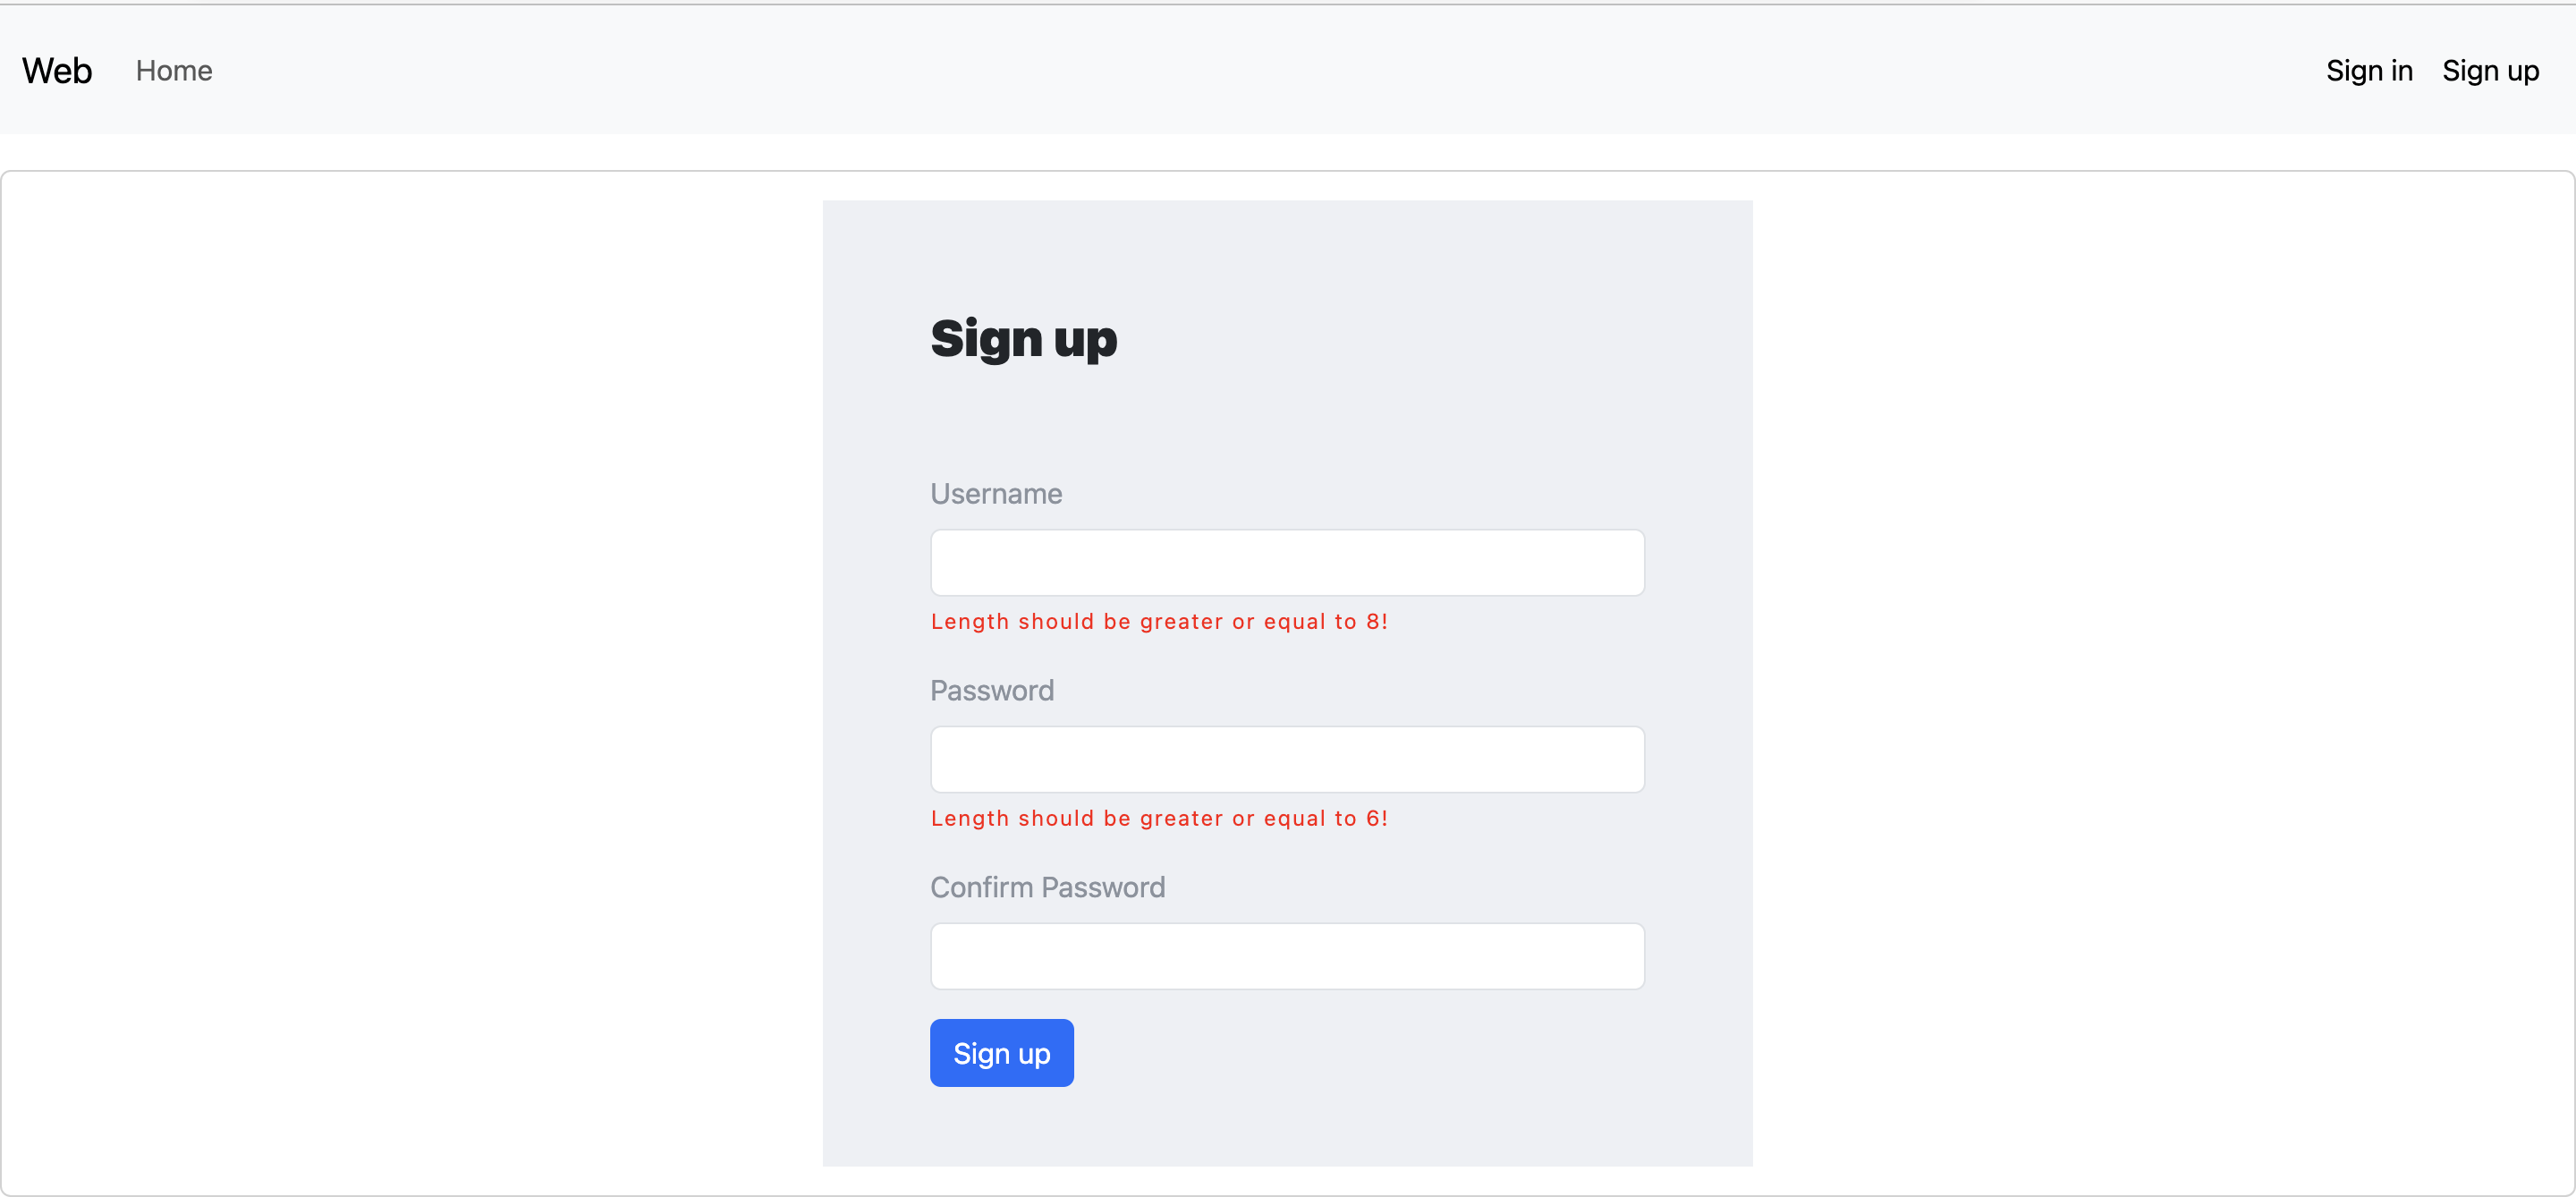 Web Home Sign in Sign up
Sign up
Username
Length should be greater or equal to 8!
Password
Length should be greater or equal to 6!
Confirm Password
Sign up